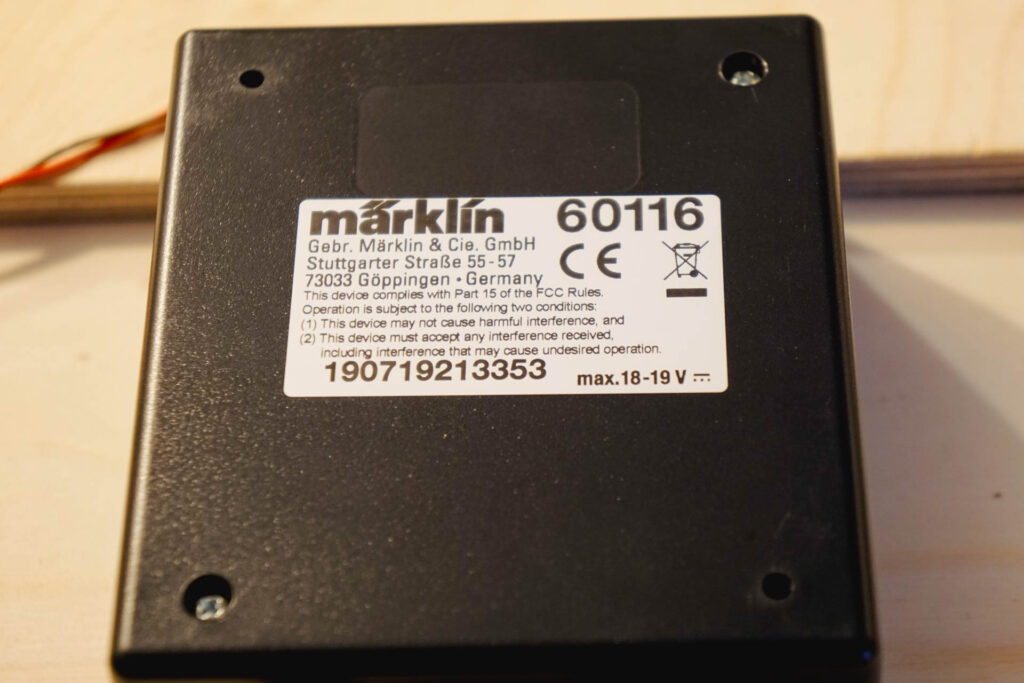 märklin 60116
Gebr. Märklin & Cie. GmbH
Stuttgarter Straße 55-57
73033 Göppingen • Germany
CE
This device complies with Part 15 of the FCC Rules.
Operation is subject to the following two conditions:
(1) This device may not cause harmful interference, and
(2) This device must accept any interference received,
including interference that may cause undesired operation.
190719213353 max.18-19 V ⎓